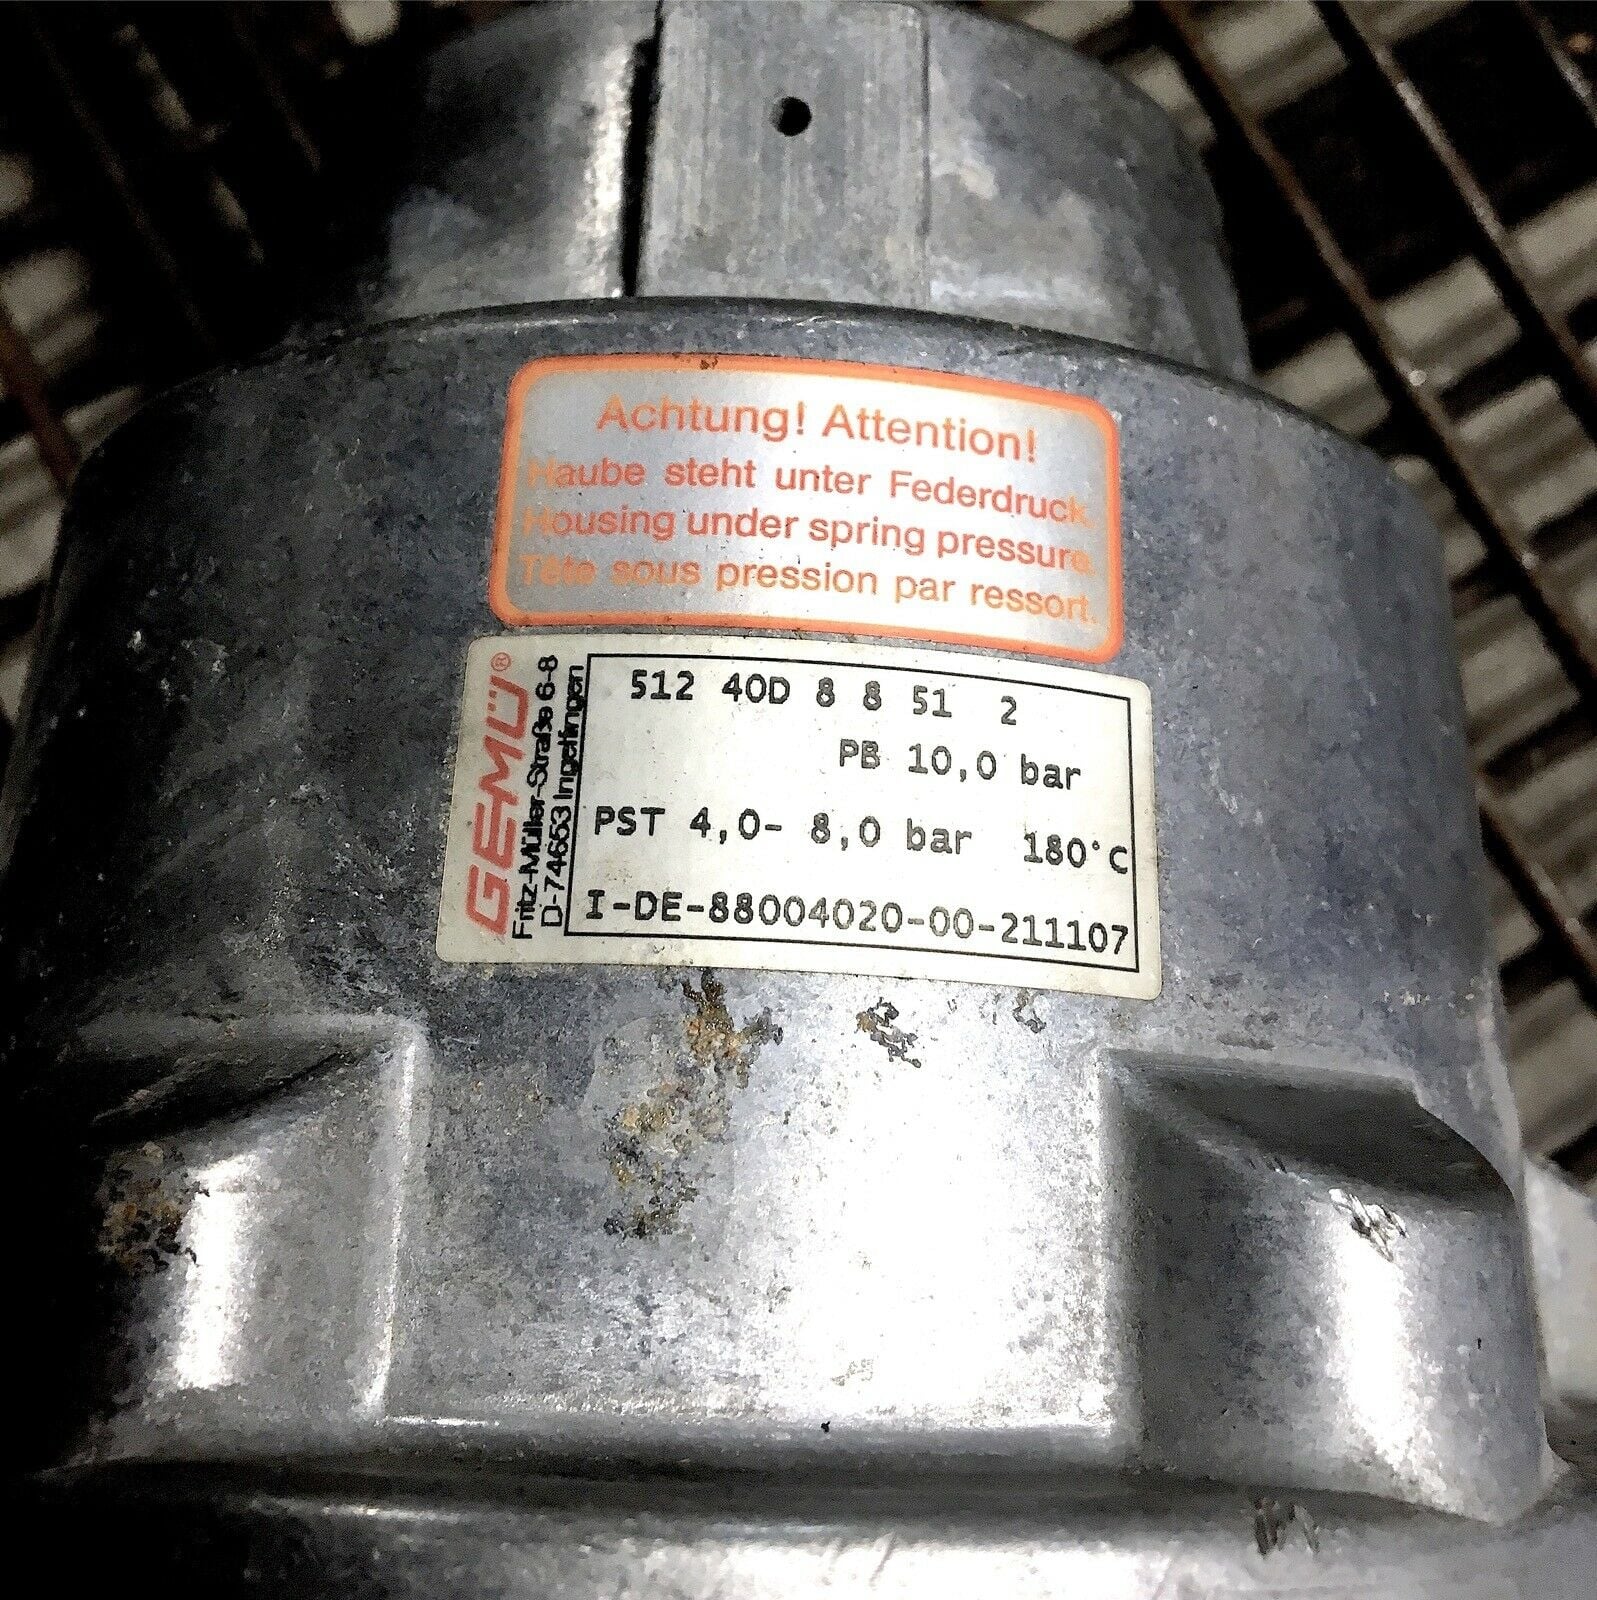 Achtung! Attention!
Haube steht unter Federdruck.
Housing under spring pressure.
Tête sous pression par ressort.
GEMÜ®
Fritz-Müller-Straße 6-8
D-74653 Ingelfingen
512 40D 8 8 51 2
PB 10,0 bar
PST 4,0- 8,0 bar 180°C
I-DE-88004020-00-211107